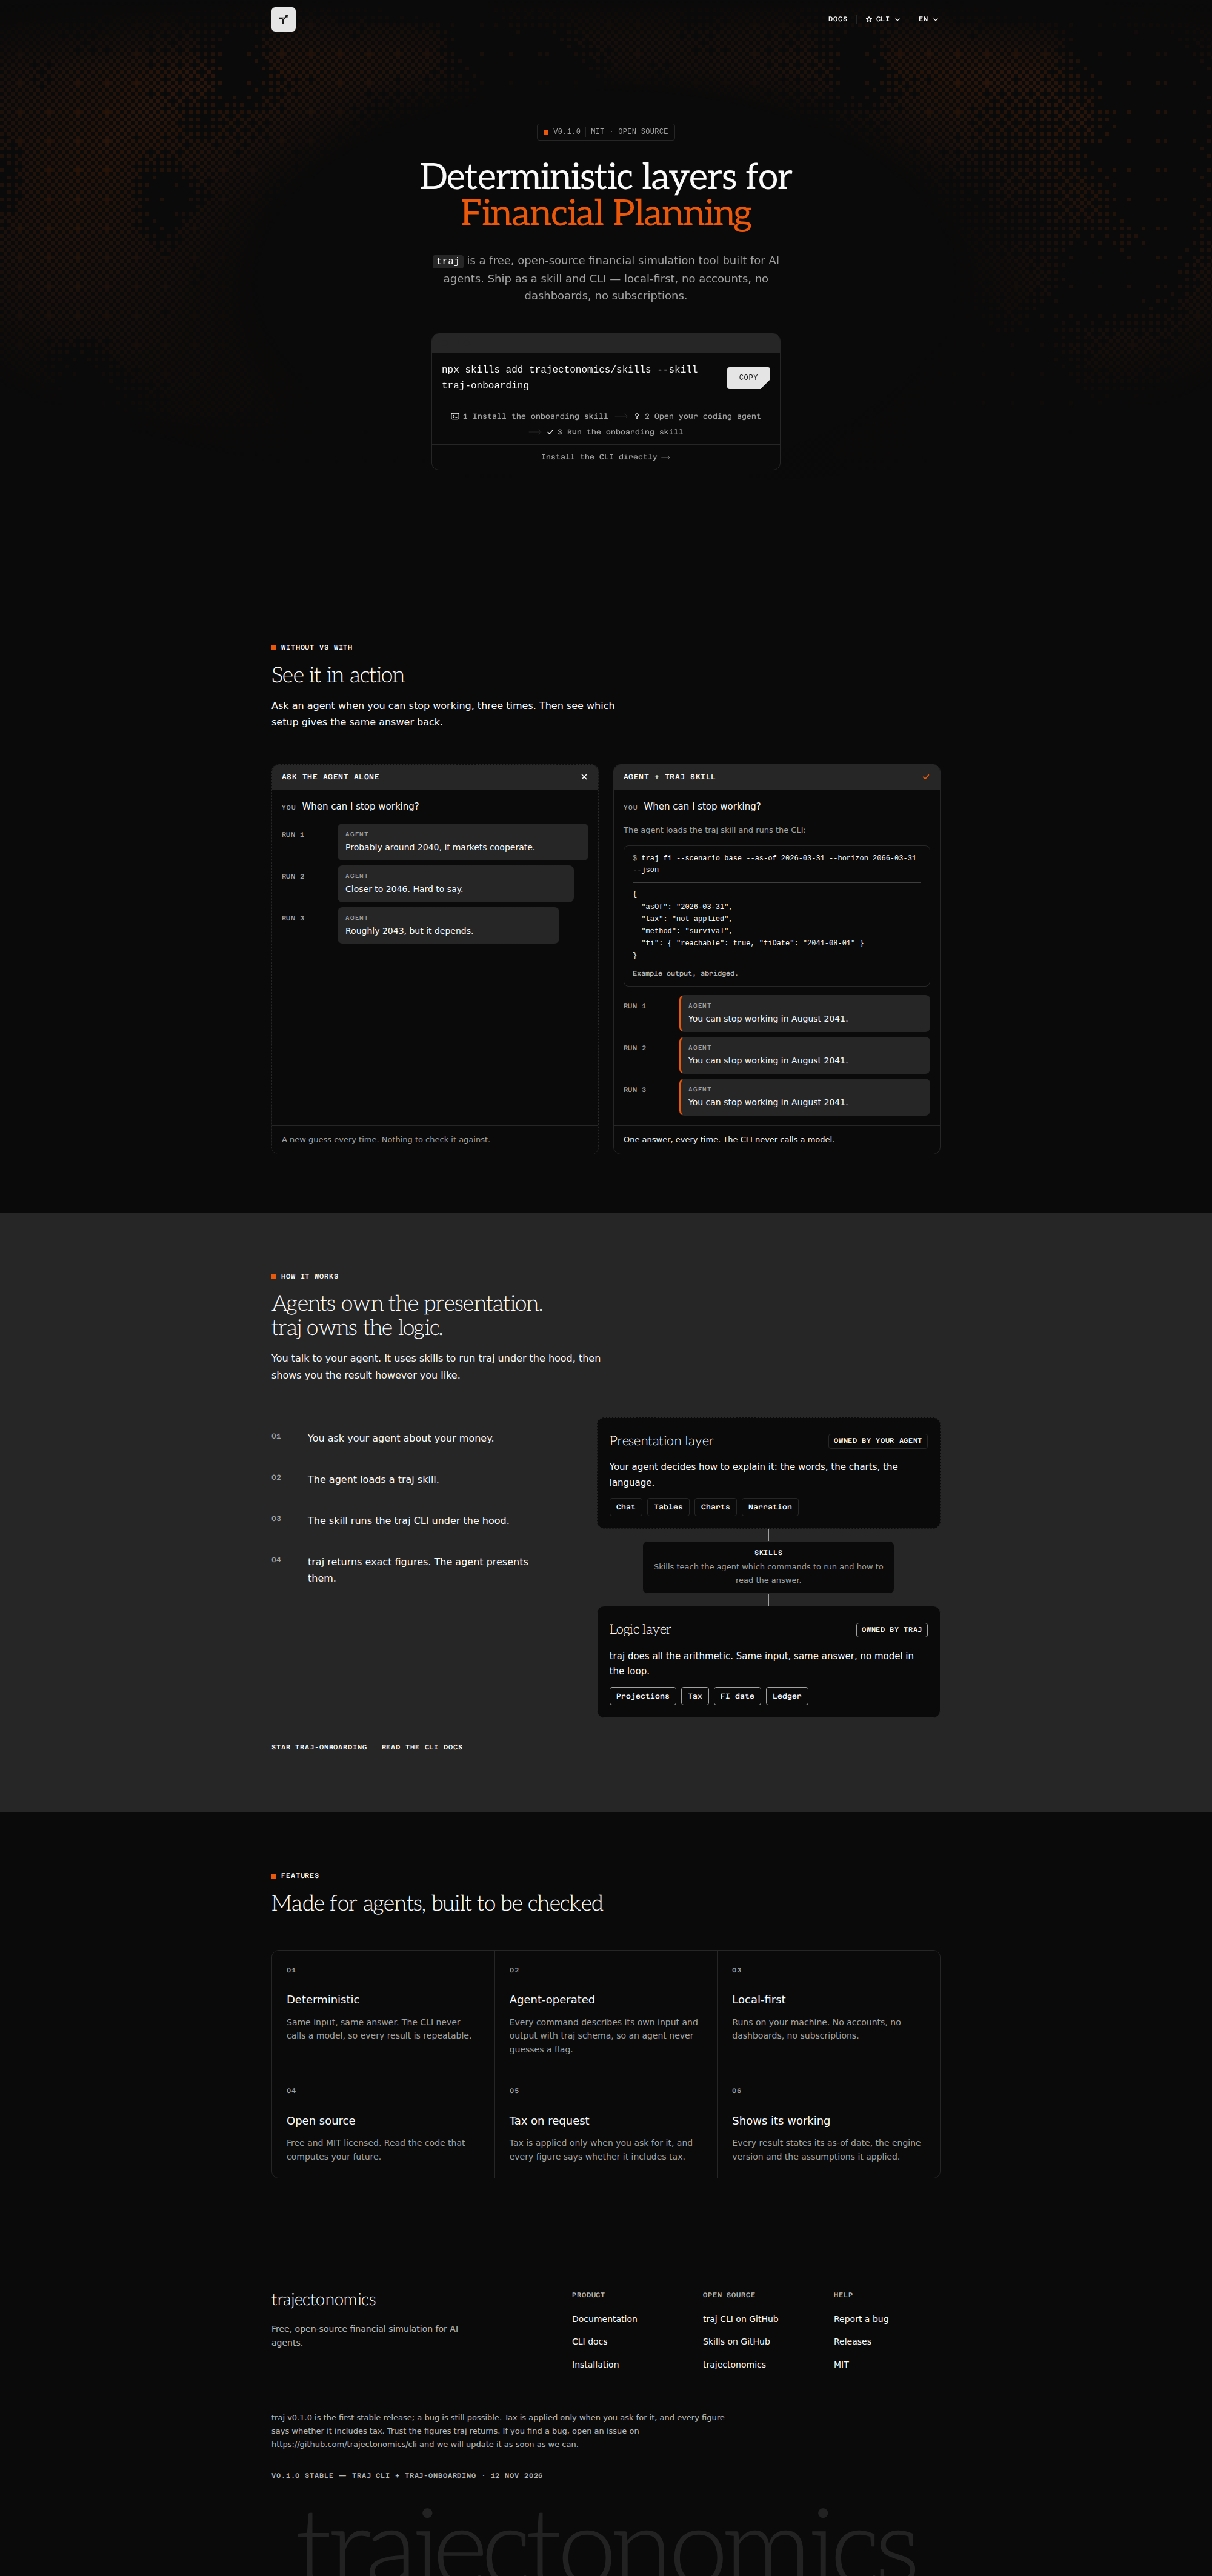 DOCS
CLI
EN
V0.1.0 MIT · OPEN SOURCE
Deterministic layers for
Financial Planning
traj is a free, open-source financial simulation tool built for AI
agents. Ship as a skill and CLI — local-first, no accounts, no
dashboards, no subscriptions.
npx skills add trajectonomics/skills --skill
traj-onboarding
COPY
1 Install the onboarding skill
? 2 Open your coding agent
3 Run the onboarding skill
Install the CLI directly
WITHOUT VS WITH
See it in action
Ask an agent when you can stop working, three times. Then see which
setup gives the same answer back.
ASK THE AGENT ALONE
YOU When can I stop working?
RUN 1
AGENT
Probably around 2040, if markets cooperate.
RUN 2
AGENT
Closer to 2046. Hard to say.
RUN 3
AGENT
Roughly 2043, but it depends.
A new guess every time. Nothing to check it against.
AGENT + TRAJ SKILL
YOU When can I stop working?
The agent loads the traj skill and runs the CLI:
$ traj fi --scenario base --as-of 2026-03-31 --horizon 2066-03-31
--json
{
"asOf": "2026-03-31",
"tax": "not_applied",
"method": "survival",
"fi": { "reachable": true, "fiDate": "2041-08-01" }
}
Example output, abridged.
RUN 1
AGENT
You can stop working in August 2041.
RUN 2
AGENT
You can stop working in August 2041.
RUN 3
AGENT
You can stop working in August 2041.
One answer, every time. The CLI never calls a model.
HOW IT WORKS
Agents own the presentation.
traj owns the logic.
You talk to your agent. It uses skills to run traj under the hood, then
shows you the result however you like.
01 You ask your agent about your money.
02 The agent loads a traj skill.
03 The skill runs the traj CLI under the hood.
04 traj returns exact figures. The agent presents
them.
Presentation layer
OWNED BY YOUR AGENT
Your agent decides how to explain it: the words, the charts, the
language.
Chat
Tables
Charts
Narration
SKILLS
Skills teach the agent which commands to run and how to
read the answer.
Logic layer
OWNED BY TRAJ
traj does all the arithmetic. Same input, same answer, no model in
the loop.
Projections
Tax
FI date
Ledger
STAR TRAJ-ONBOARDING
READ THE CLI DOCS
FEATURES
Made for agents, built to be checked
01
Deterministic
Same input, same answer. The CLI never
calls a model, so every result is repeatable.
02
Agent-operated
Every command describes its own input and
output with traj schema, so an agent never
guesses a flag.
03
Local-first
Runs on your machine. No accounts, no
dashboards, no subscriptions.
04
Open source
Free and MIT licensed. Read the code that
computes your future.
05
Tax on request
Tax is applied only when you ask for it, and
every figure says whether it includes tax.
06
Shows its working
Every result states its as-of date, the engine
version and the assumptions it applied.
trajectonomics
Free, open-source financial simulation for AI
agents.
PRODUCT
Documentation
CLI docs
Installation
OPEN SOURCE
traj CLI on GitHub
Skills on GitHub
trajectonomics
HELP
Report a bug
Releases
MIT
traj v0.1.0 is the first stable release; a bug is still possible. Tax is applied only when you ask for it, and every figure
says whether it includes tax. Trust the figures traj returns. If you find a bug, open an issue on
https://github.com/trajectonomics/cli and we will update it as soon as we can.
V0.1.0 STABLE — TRAJ CLI + TRAJ-ONBOARDING · 12 NOV 2026
trajectonomics